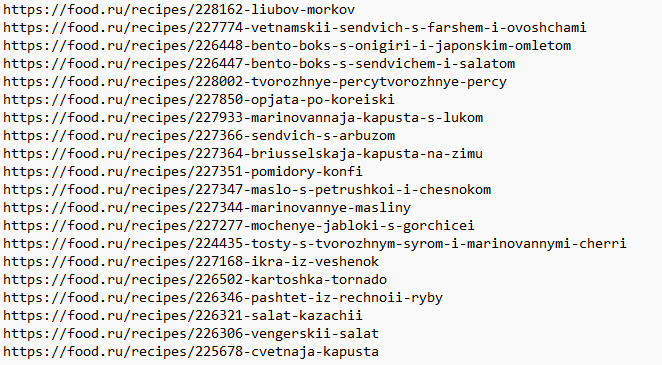 https://food.ru/recipes/228162-liubov-morkov
https://food.ru/recipes/227774-vetnamskii-sendvich-s-farshem-i-ovoshchami
https://food.ru/recipes/226448-bento-boks-s-onigiri-i-japonskim-omletom
https://food.ru/recipes/226447-bento-boks-s-sendvichem-i-salatom
https://food.ru/recipes/228002-tvorozhnye-percytvorozhnye-percy
https://food.ru/recipes/227850-opjata-po-koreiski
https://food.ru/recipes/227933-marinovannaja-kapusta-s-lukom
https://food.ru/recipes/227366-sendvich-s-arbuzom
https://food.ru/recipes/227364-briusselskaja-kapusta-na-zimu
https://food.ru/recipes/227351-pomidory-konfi
https://food.ru/recipes/227347-maslo-s-petrushkoi-i-chesnokom
https://food.ru/recipes/227344-marinovannye-masliny
https://food.ru/recipes/227277-mochenye-jabloki-s-gorchicei
https://food.ru/recipes/224435-tosty-s-tvorozhnym-syrom-i-marinovannymi-cherri
https://food.ru/recipes/227168-ikra-iz-veshenok
https://food.ru/recipes/226502-kartoshka-tornado
https://food.ru/recipes/226346-pashtet-iz-rechnoii-ryby
https://food.ru/recipes/226321-salat-kazachii
https://food.ru/recipes/226306-vengerskii-salat
https://food.ru/recipes/225678-cvetnaja-kapusta